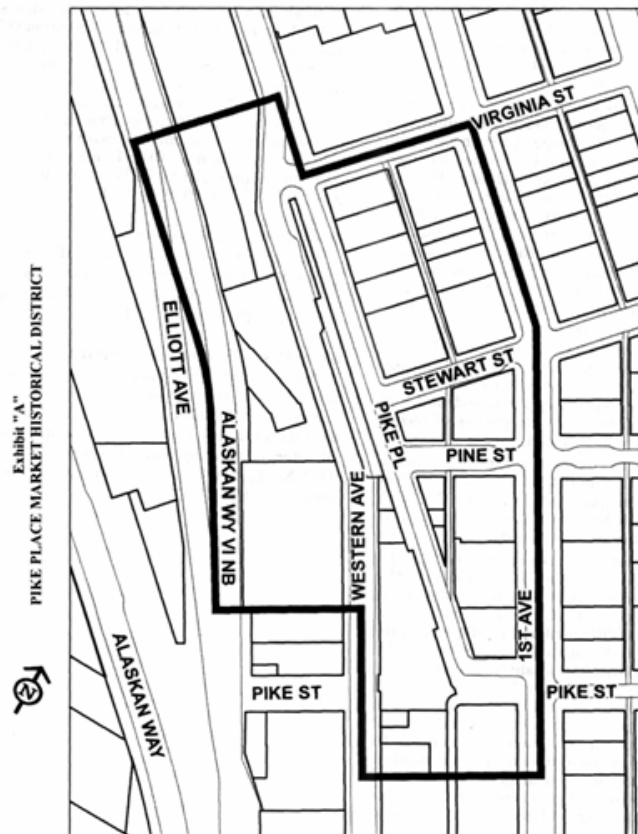 Exhibit "A"
PIKE PLACE MARKET HISTORICAL DISTRICT
VIRGINIA ST
ELLIOTT AVE
STEWART ST
ALASKAN WY VI NB
PIKE PL
PINE ST
WESTERN AVE
1ST AVE
ALASKAN WAY
PIKE ST
PIKE ST
N